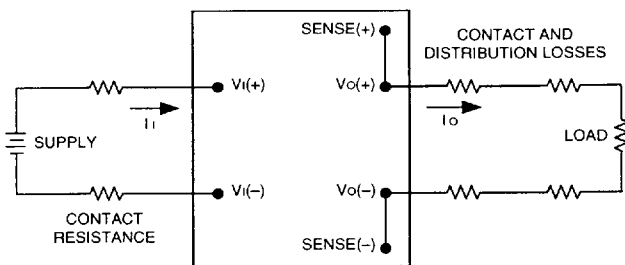 SENSE(+)
CONTACT AND
DISTRIBUTION LOSSES
VI(+)
VO(+)
II
IO
SUPPLY
LOAD
VI(–)
VO(–)
CONTACT
RESISTANCE
SENSE(–)